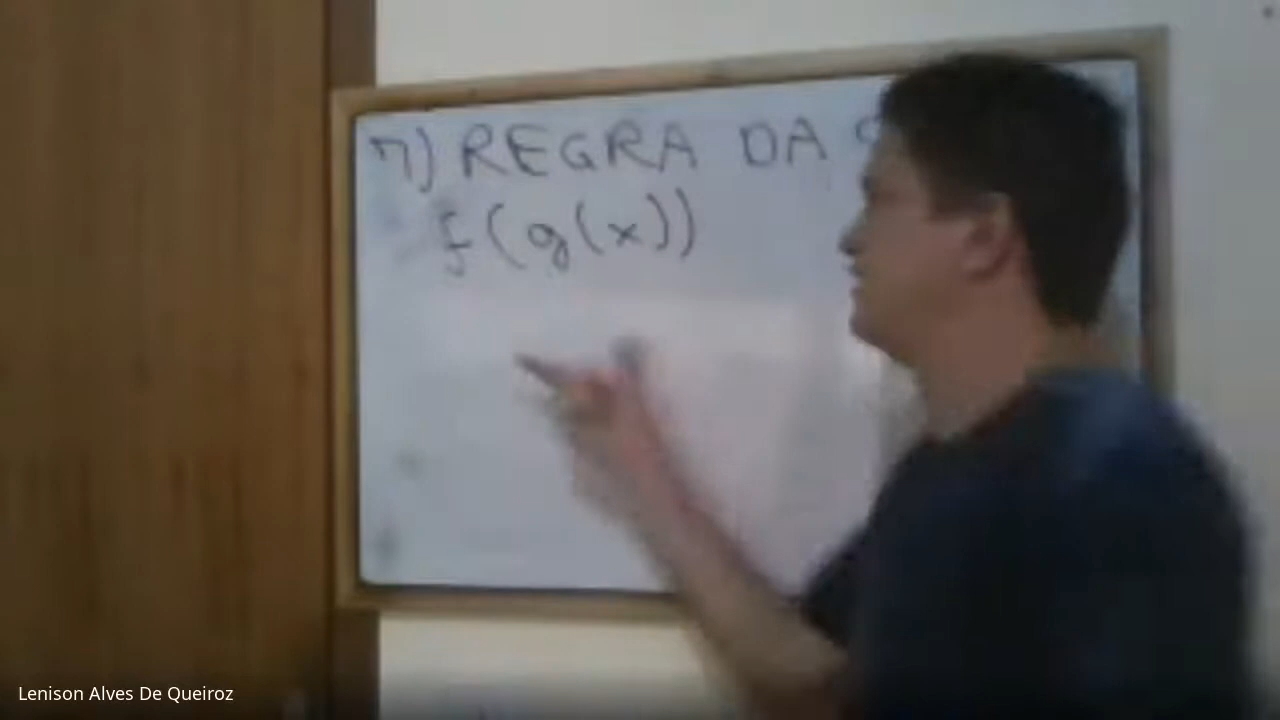 7) REGRA DA
f(g(x))
Lenison Alves De Queiroz